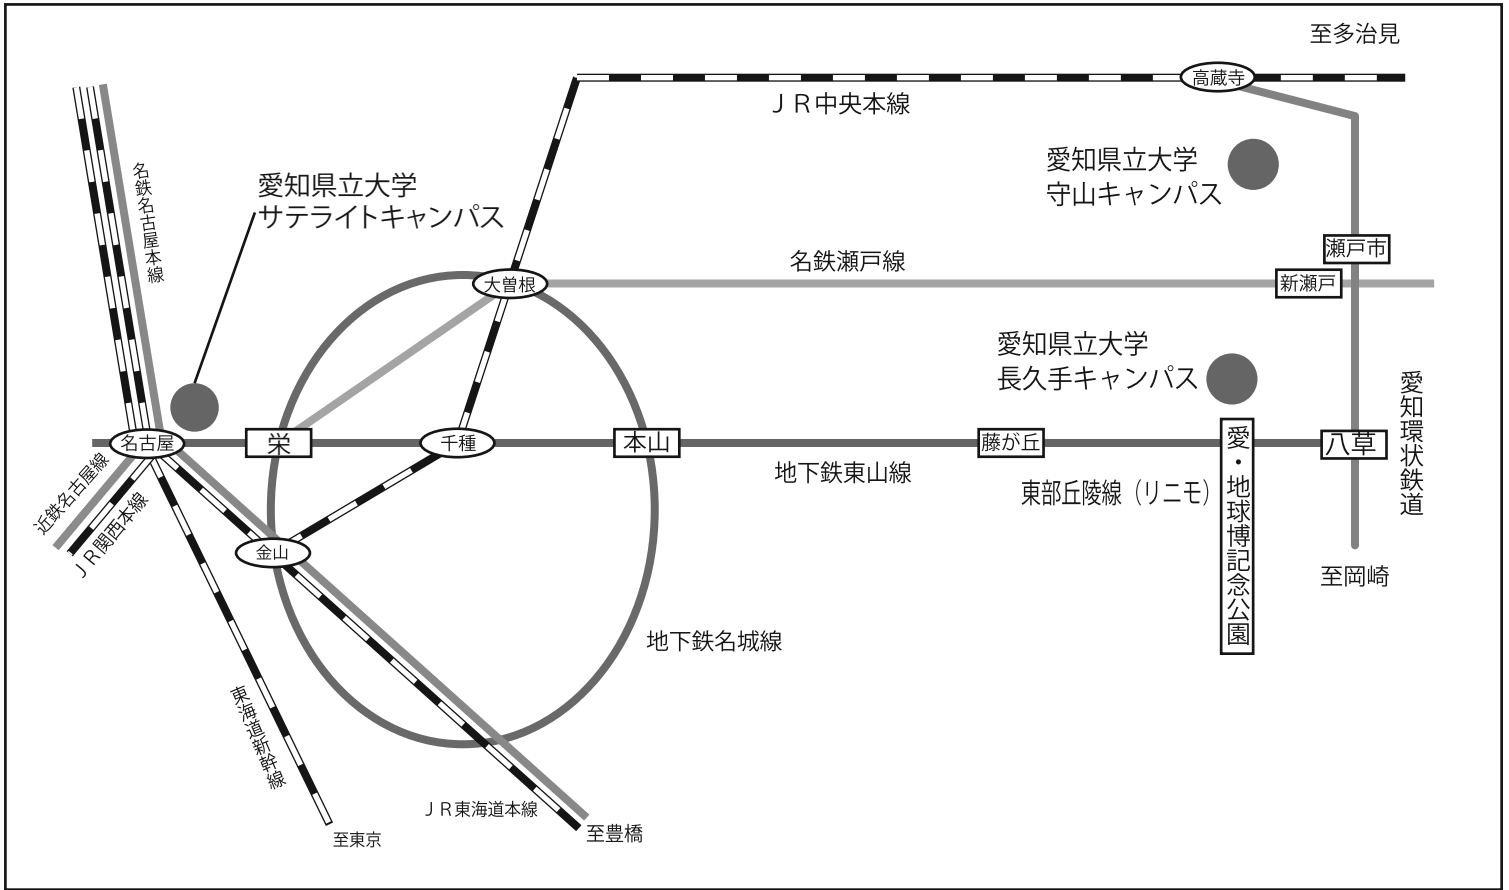 至多治見
高蔵寺
ＪＲ中央本線
愛知県立大学
守山キャンパス
名鉄名古屋本線
愛知県立大学
サテライトキャンパス
瀬戸市
名鉄瀬戸線
新瀬戸
大曽根
愛知県立大学
長久手キャンパス
愛知環状鉄道
名古屋
栄
千種
本山
藤が丘
愛・地球博記念公園
八草
地下鉄東山線
東部丘陵線（リニモ）
近鉄名古屋線
ＪＲ関西本線
金山
至岡崎
地下鉄名城線
東海道新幹線
ＪＲ東海道本線
至豊橋
至東京